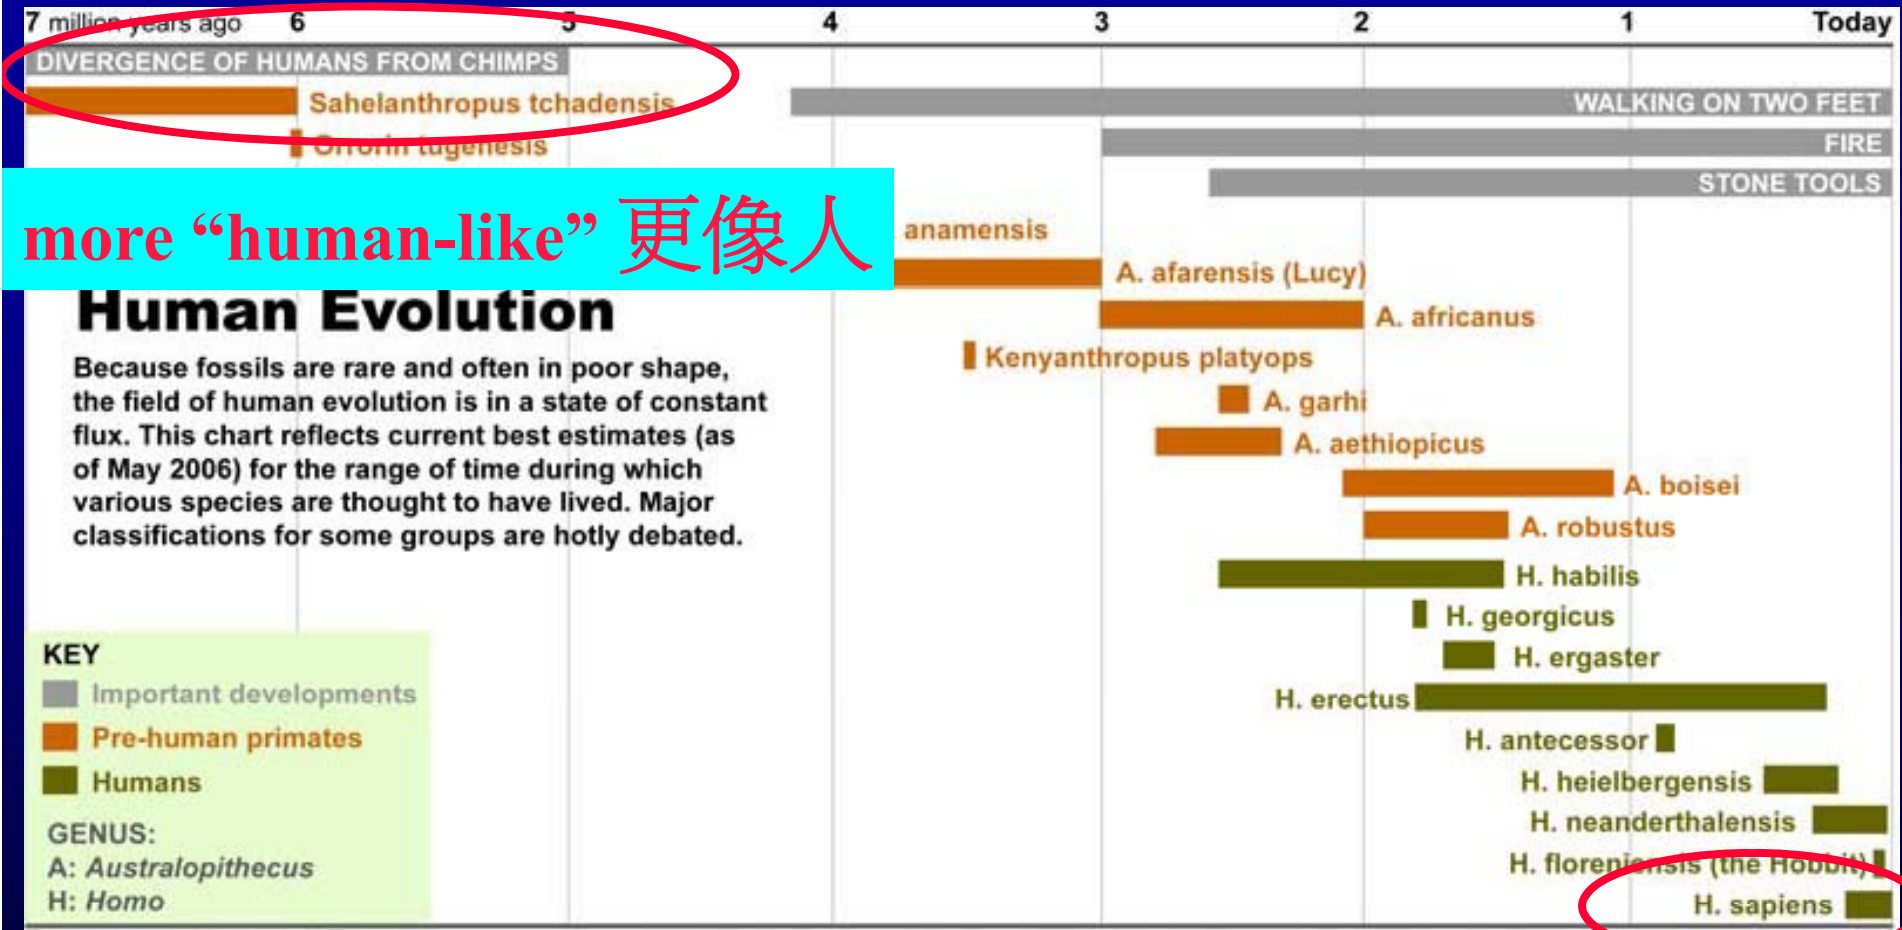 7 million years ago 6 5 4 3 2 1 Today
DIVERGENCE OF HUMANS FROM CHIMPS
Sahelanthropus tchadensis
WALKING ON TWO FEET
Orrorin tugenesis
FIRE
STONE TOOLS
more “human-like” 更像人
anamensis
A. afarensis (Lucy)
Human Evolution
A. africanus
Because fossils are rare and often in poor shape,
the field of human evolution is in a state of constant
flux. This chart reflects current best estimates (as
of May 2006) for the range of time during which
various species are thought to have lived. Major
classifications for some groups are hotly debated.
Kenyanthropus platyops
A. garhi
A. aethiopicus
A. boisei
A. robustus
H. habilis
H. georgicus
H. ergaster
H. erectus
H. antecessor
H. heielbergensis
H. neanderthalensis
H. floreniensis (the Hobbit)
H. sapiens
KEY
Important developments
Pre-human primates
Humans
GENUS:
A: Australopithecus
H: Homo